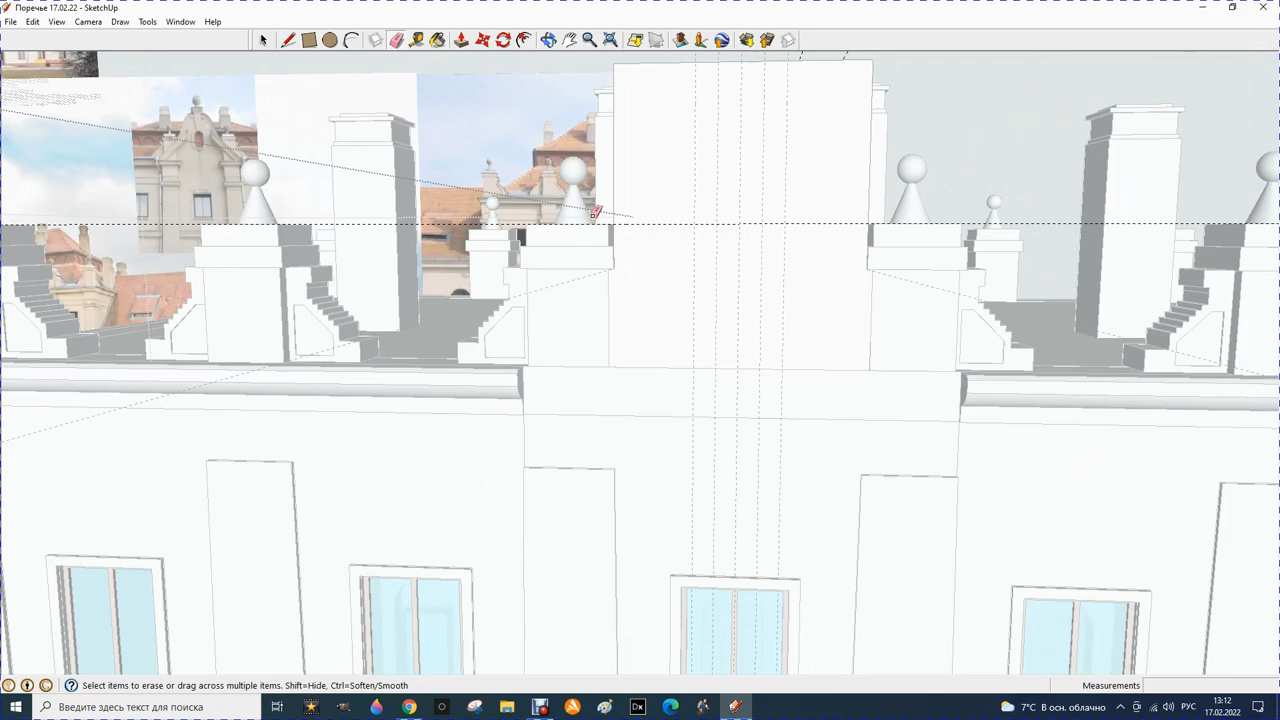 Поречье 17.02.22 - SketchUp
File Edit View Camera Draw Tools Window Help
Select items to erase or drag across multiple items. Shift=Hide, Ctrl=Soften/Smooth
Measurements
Введите здесь текст для поиска
Dx
7°C В осн. облачно
РУС
13:12
17.02.2022